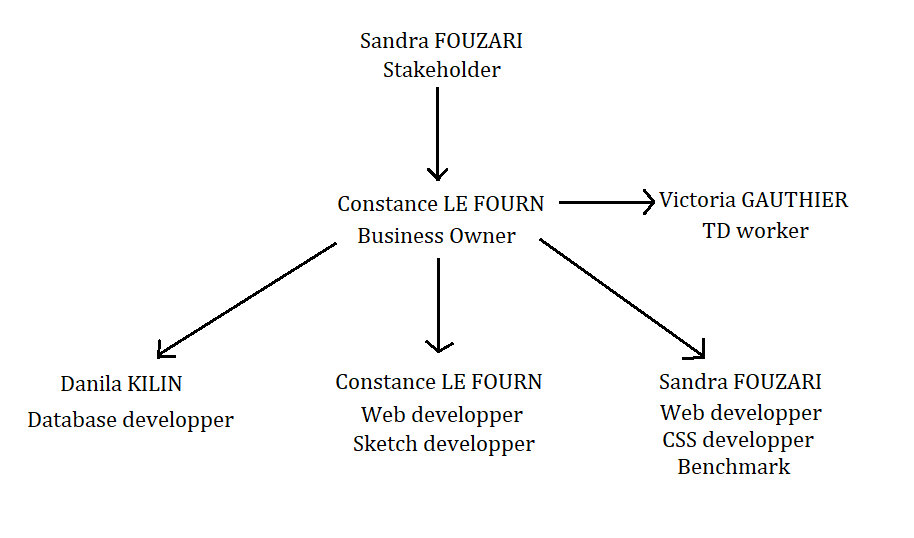 Sandra FOUZARI
Stakeholder
Constance LE FOURN
Business Owner
Victoria GAUTHIER
TD worker
Danila KILIN
Database developper
Constance LE FOURN
Web developper
Sketch developper
Sandra FOUZARI
Web developper
CSS developper
Benchmark